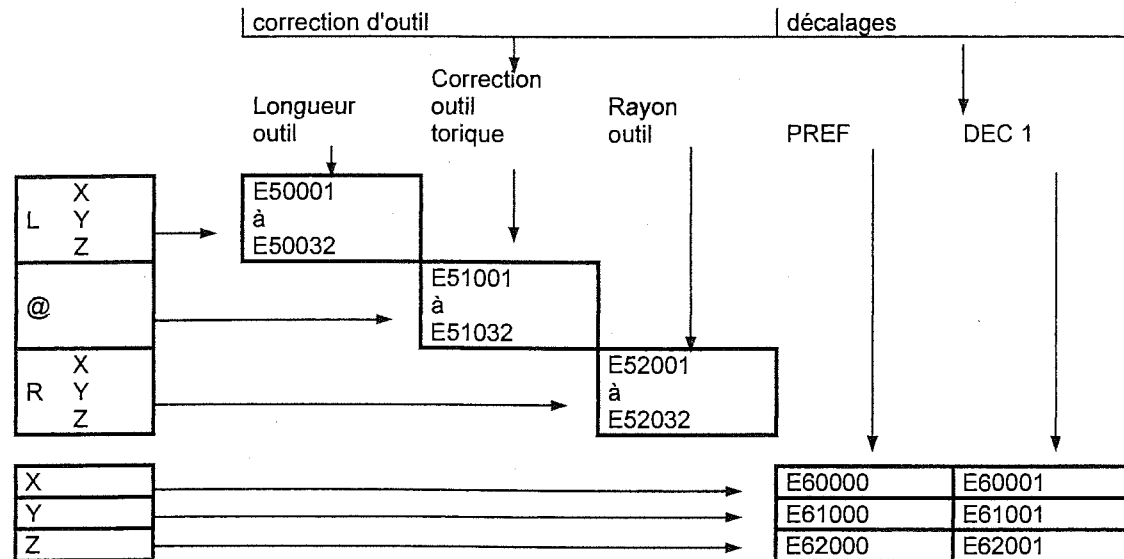 correction d'outil
décalages
Longueur
outil
Correction
outil
torique
Rayon
outil
PREF
DEC 1
L
X
Y
Z
E50001
à
E50032
@
E51001
à
E51032
R
X
Y
Z
E52001
à
E52032
X
E60000
E60001
Y
E61000
E61001
Z
E62000
E62001